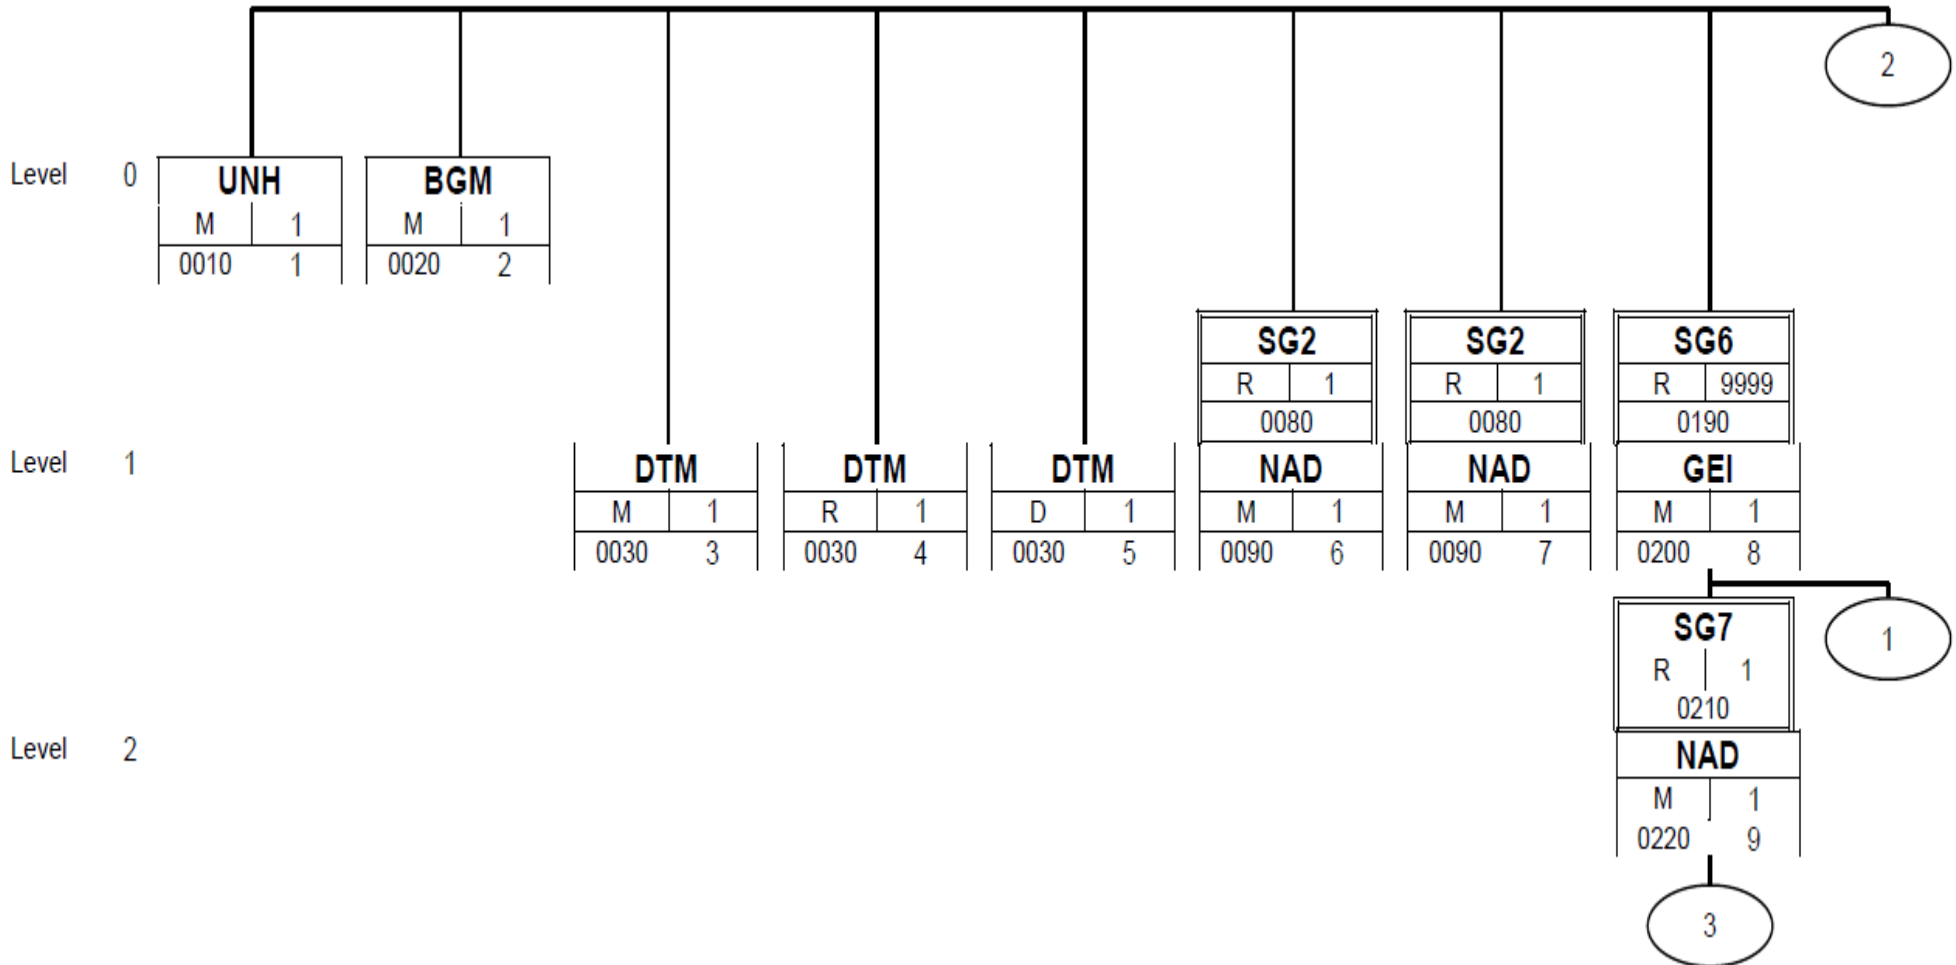 2
Level 0
UNH BGM
M 1 M 1
0010 1 0020 2
SG2 SG2 SG6
R 1 R 1 R 9999
0080 0080 0190
Level 1
DTM DTM DTM NAD NAD GEI
M 1 R 1 D 1 M 1 M 1 M 1
0030 3 0030 4 0030 5 0090 6 0090 7 0200 8
SG7 1
R 1
0210
Level 2
NAD
M 1
0220 9
3